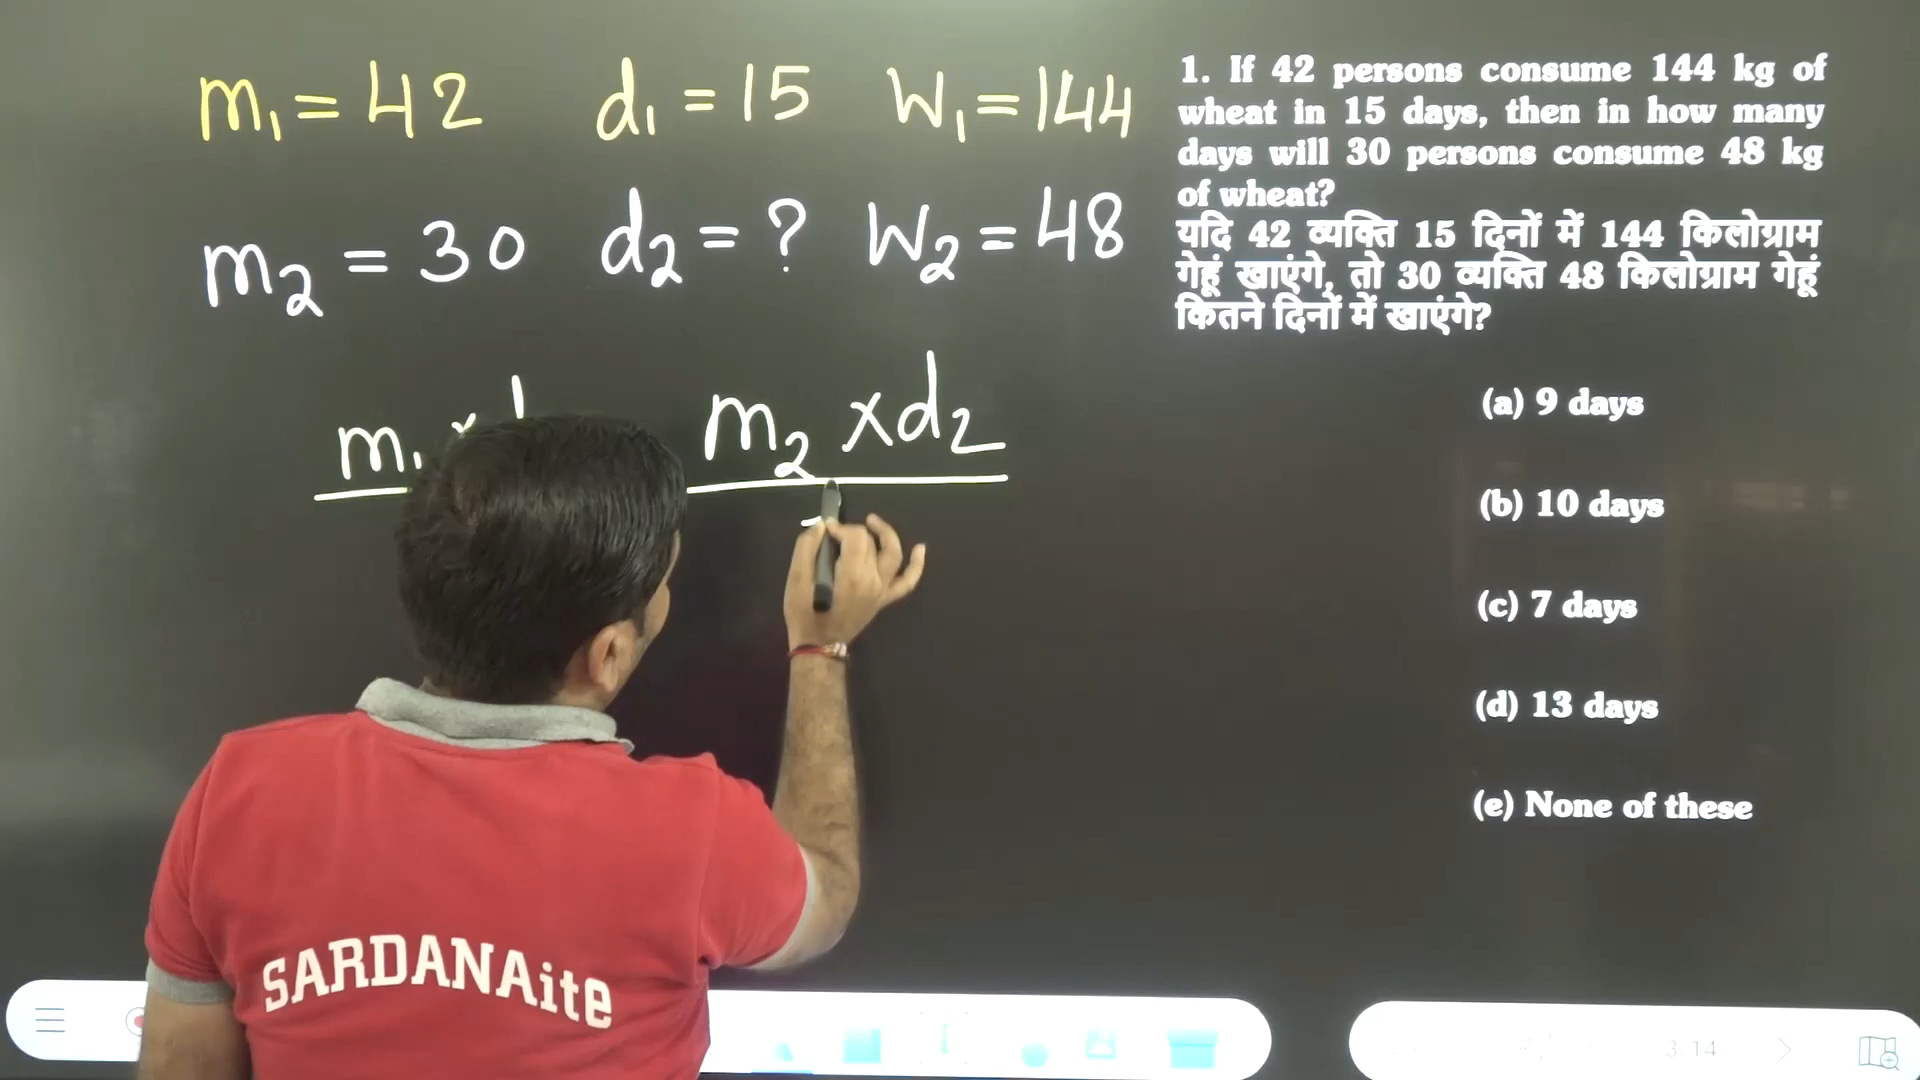 m₁ = 42 d₁ = 15 W₁ = 144
m₂ = 30 d₂ = ? W₂ = 48
m₁ × m₂ × d₂
1. If 42 persons consume 144 kg of
wheat in 15 days, then in how many
days will 30 persons consume 48 kg
of wheat?
यदि 42 व्यक्ति 15 दिनों में 144 किलोग्राम
गेहूं खाएंगे, तो 30 व्यक्ति 48 किलोग्राम गेहूं
कितने दिनों में खाएंगे?
(a) 9 days
(b) 10 days
(c) 7 days
(d) 13 days
(e) None of these
SARDANAite
3.14